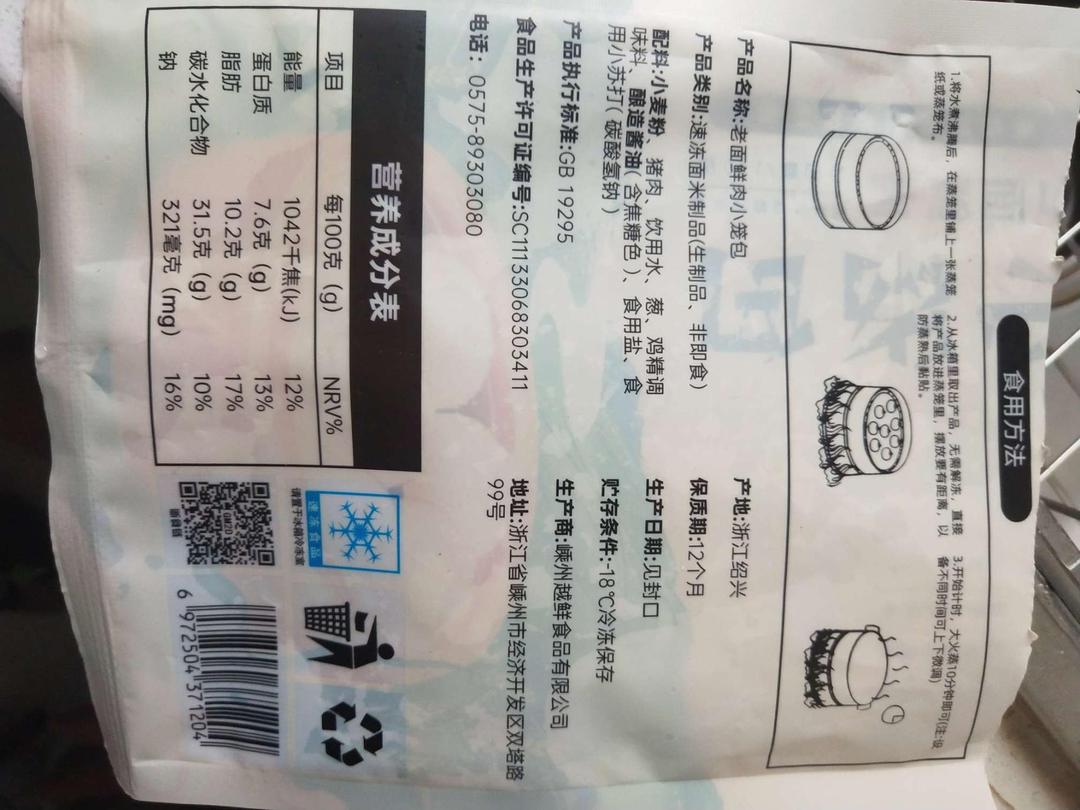 食用方法
1.将水煮沸腾后，在蒸笼里铺上一张蒸笼
纸或蒸笼布。
2.从冰箱里取出产品，无需解冻，直接
将产品放进蒸笼里，摆放要有距离，以
防蒸熟后黏贴。
3.开始计时，大火蒸10分钟即可(注:设
备不同时间可上下微调)
产品名称:老面鲜肉小笼包
产品类别:速冻面米制品(生制品、非即食)
配料:小麦粉、猪肉、饮用水、葱、鸡精调
味料、酿造酱油(含焦糖色)、食用盐、食
用小苏打(碳酸氢钠)
产品执行标准:GB 19295
食品生产许可证编号:SC11133068303411
电话：0575-89303080
产地:浙江绍兴
保质期:12个月
生产日期:见封口
贮存条件:-18℃冷冻保存
生产商:嵊州越鲜食品有限公司
地址:浙江省嵊州市经济开发区双塔路
99号
营养成分表
项目 每100克 (g) NRV%
能量 1042千焦(kJ) 12%
蛋白质 7.6克 (g) 13%
脂肪 10.2克 (g) 17%
碳水化合物 31.5克 (g) 10%
钠 321毫克 (mg) 16%
速冻食品
请置于冰箱冷冻室
6 972504 371204